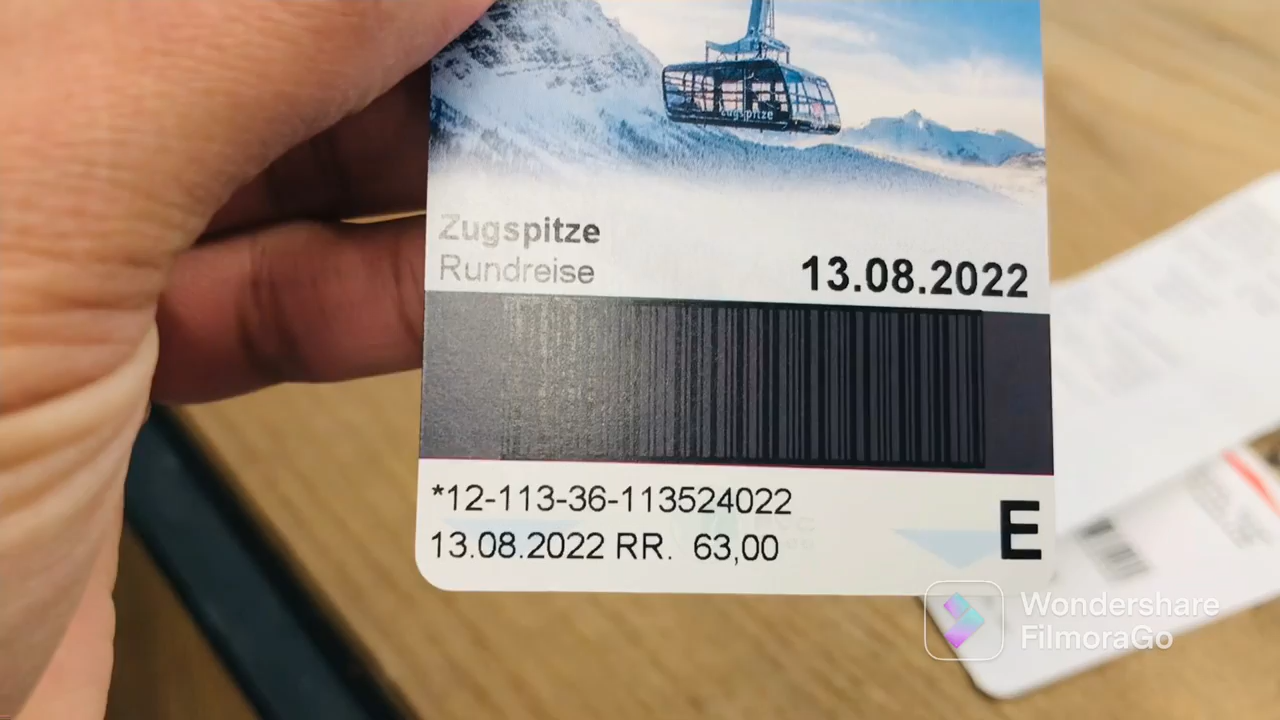 zugspitze
Zugspitze
Rundreise
13.08.2022
*12-113-36-113524022
13.08.2022 RR. 63,00
E
Wondershare
FilmoraGo